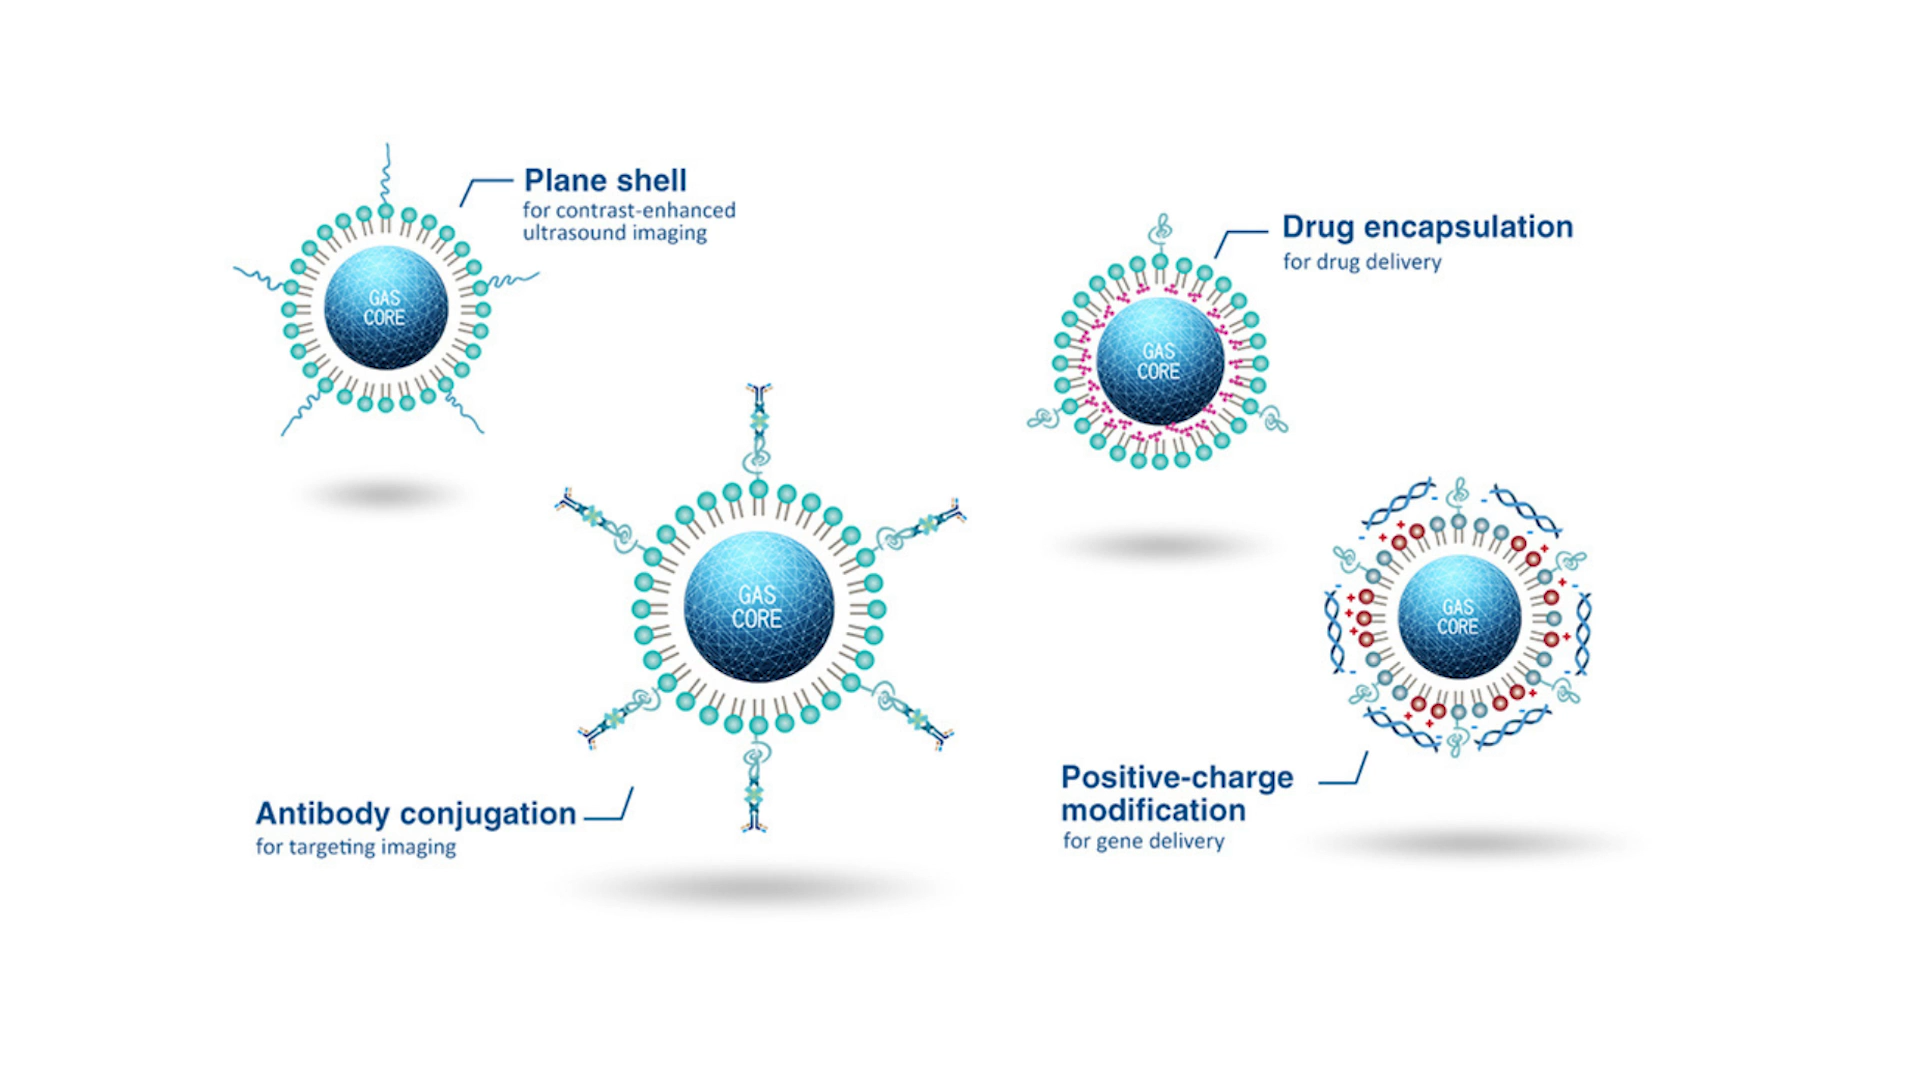 Plane shell
for contrast-enhanced
ultrasound imaging
GAS
CORE
Drug encapsulation
for drug delivery
GAS
CORE
GAS
CORE
Antibody conjugation
for targeting imaging
GAS
CORE
Positive-charge
modification
for gene delivery